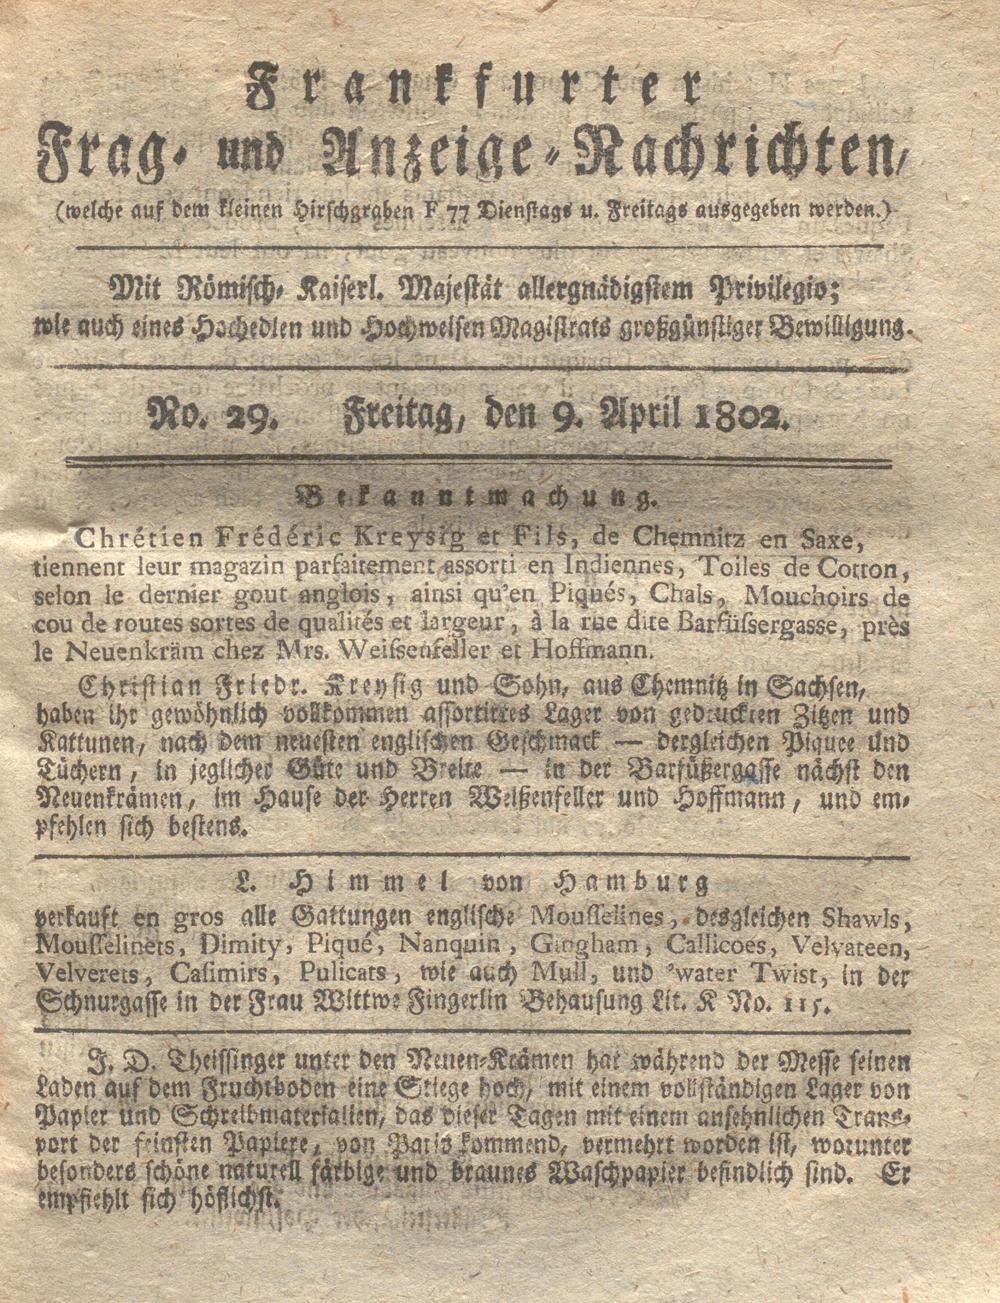 Frankfurter
Frag- und Anzeige-Nachrichten,
(welche auf dem kleinen Hirschgraben F 77 Dienstags u. Freitags ausgegeben werden.)
Mit Römisch- Kaiserl. Majestät allergnädigstem Privilegio;
wie auch eines Hochedlen und Hochweisen Magistrats großgünstiger Bewilligung.
No. 29. Freitag, den 9. April 1802.
Bekanntmachung.
Chrétien Frédéric Kreysig et Fils, de Chemnitz en Saxe,
tiennent leur magazin parfaitement assorti en Indiennes, Toiles de Cotton,
selon le dernier gout anglois, ainsi qu'en Piqués, Chals, Mouchoirs de
cou de toutes sortes de qualités et largeur, à la rue dite Barfüſsergasse, près
le Neuenkräm chez Mrs. Weiſsenfeller et Hoffmann.
Christian Friedr. Kreysig und Sohn, aus Chemnitz in Sachsen,
haben ihr gewöhnlich vollkommen assortirtes Lager von gedruckten Zitzen und
Kattunen, nach dem neuesten englischen Geschmack — dergleichen Piquee und
Tüchern, in jeglicher Güte und Breite — in der Barfüßergasse nächst den
Neuenkrämen, im Hause der Herren Weißenfeller und Hoffmann, und em-
pfehlen sich bestens.
L. Himmel von Hamburg
verkauft en gros alle Gattungen englische Mousselines, desgleichen Shawls,
Mousselinets, Dimity, Piqué, Nanquin, Gingham, Callicoes, Velvateen,
Velverets, Casimirs, Pulicats, wie auch Mull, und water Twist, in der
Schnurgasse in der Frau Wittwe Fingerlin Behausung Lit. K No. 115.
J. D. Theissinger unter den Neuen-Krämen hat während der Messe seinen
Laden auf dem Fruchtboden eine Stiege hoch, mit einem vollständigen Lager von
Papier und Schreibmaterialien, das dieser Tagen mit einem ansehnlichen Trans-
port der feinsten Papiere, von Paris kommend, vermehrt worden ist, worunter
besonders schöne naturell färbige und braunes Waschpapier befindlich sind. Er
empfiehlt sich höflichst.